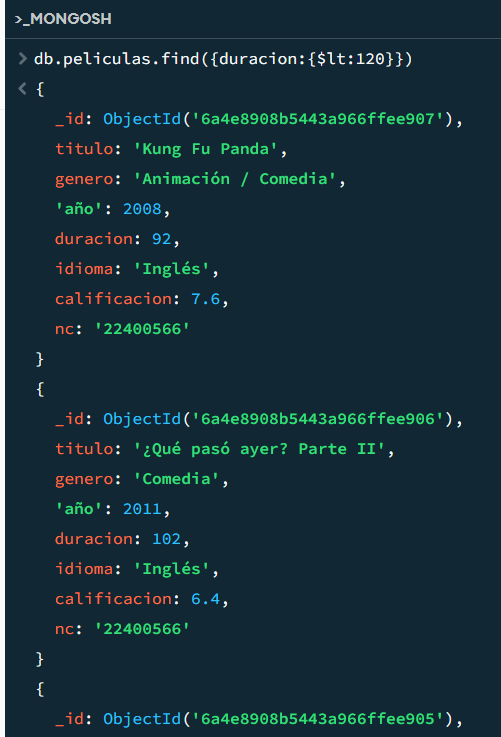 >_MONGOSH
> db.peliculas.find({duracion:{$lt:120}})
< {
_id: ObjectId('6a4e8908b5443a966ffee907'),
titulo: 'Kung Fu Panda',
genero: 'Animación / Comedia',
'año': 2008,
duracion: 92,
idioma: 'Inglés',
calificacion: 7.6,
nc: '22400566'
}
{
_id: ObjectId('6a4e8908b5443a966ffee906'),
titulo: '¿Qué pasó ayer? Parte II',
genero: 'Comedia',
'año': 2011,
duracion: 102,
idioma: 'Inglés',
calificacion: 6.4,
nc: '22400566'
}
{
_id: ObjectId('6a4e8908b5443a966ffee905'),